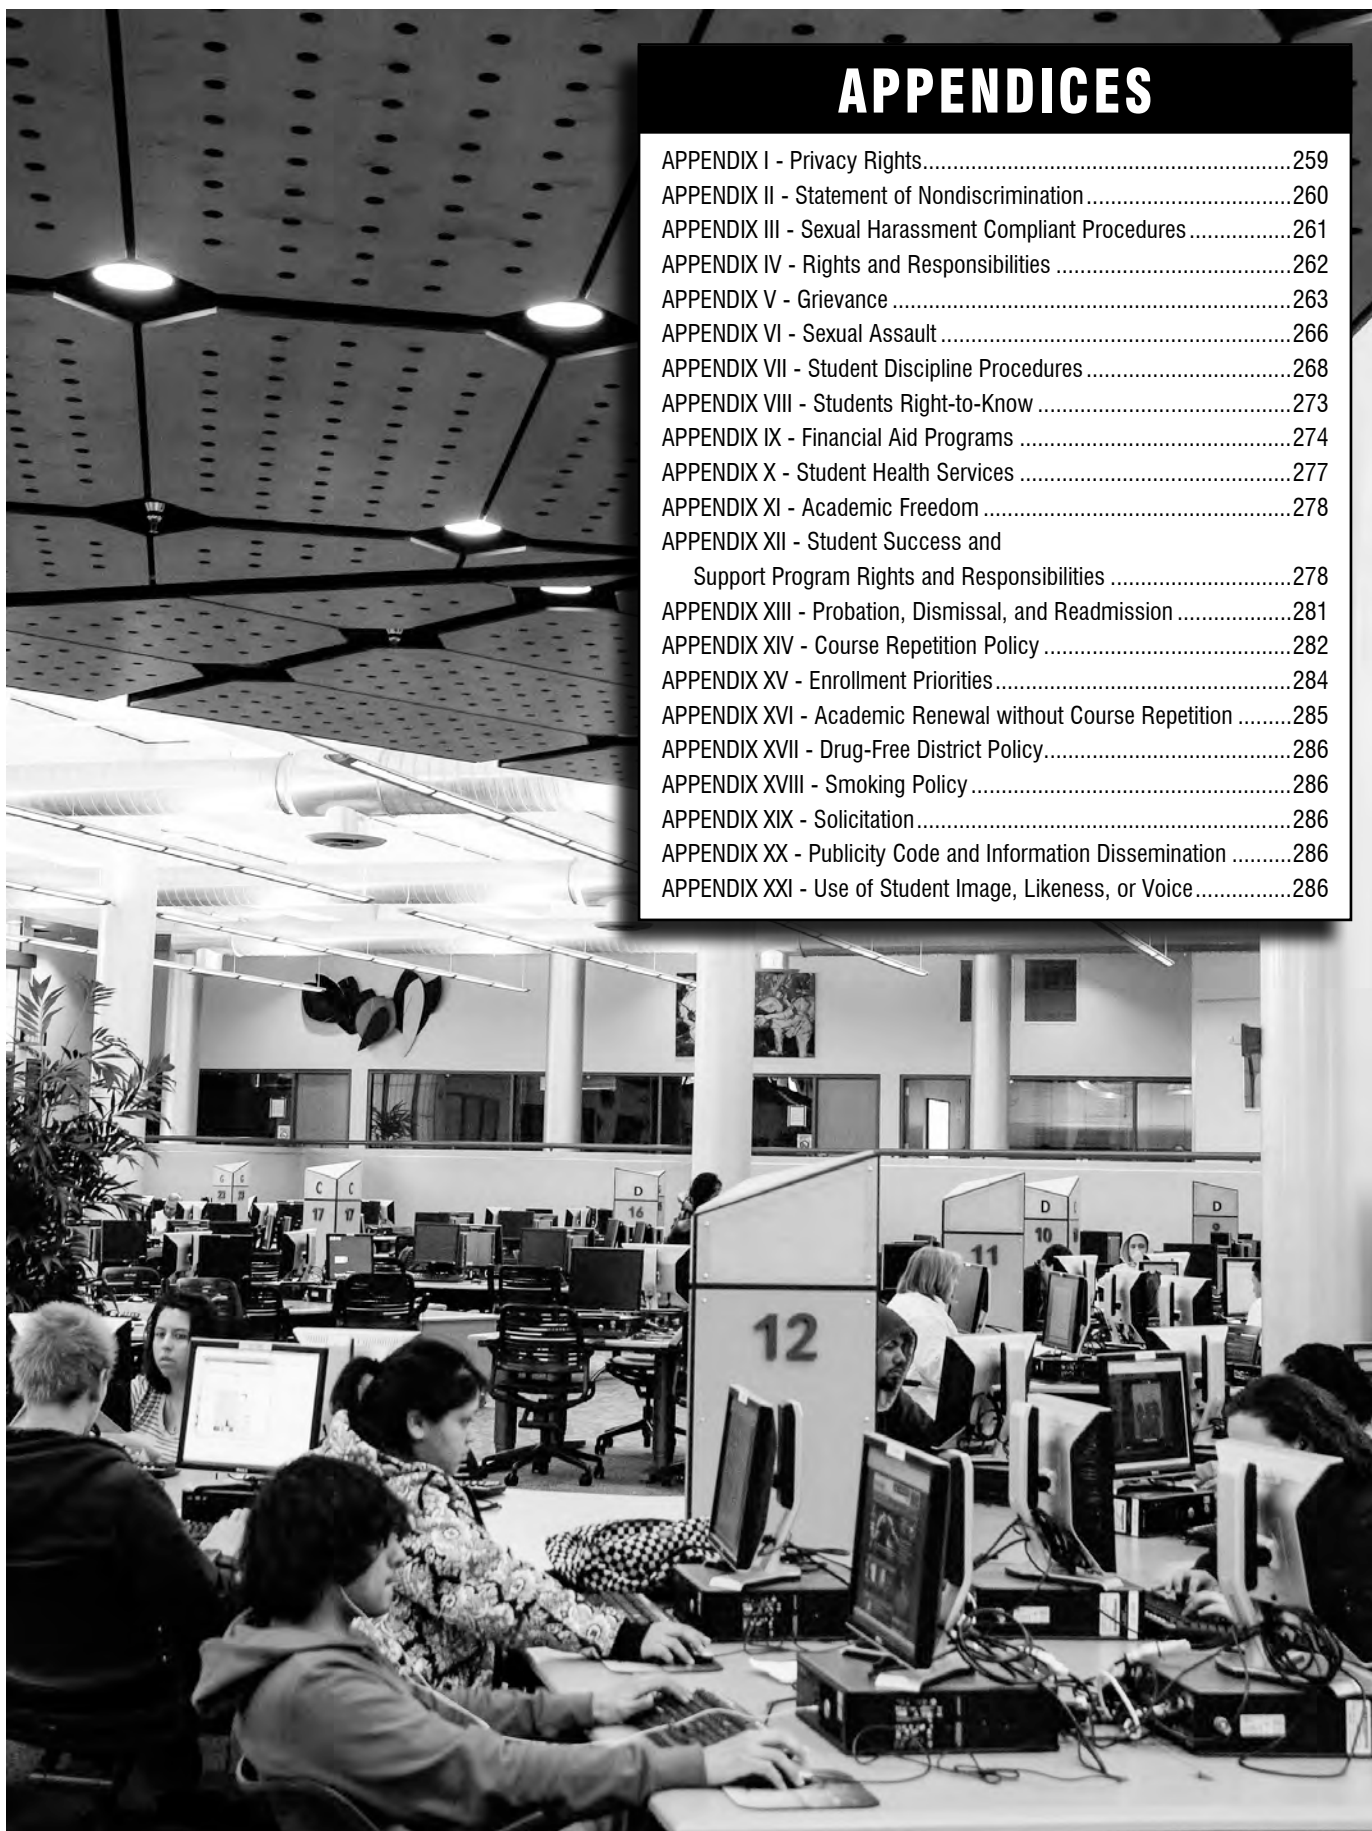 APPENDICES
APPENDIX I - Privacy Rights.............................................................259
APPENDIX II - Statement of Nondiscrimination..................................260
APPENDIX III - Sexual Harassment Compliant Procedures.................261
APPENDIX IV - Rights and Responsibilities .......................................262
APPENDIX V - Grievance ..................................................................263
APPENDIX VI - Sexual Assault..........................................................266
APPENDIX VII - Student Discipline Procedures..................................268
APPENDIX VIII - Students Right-to-Know ..........................................273
APPENDIX IX - Financial Aid Programs .............................................274
APPENDIX X - Student Health Services .............................................277
APPENDIX XI - Academic Freedom ...................................................278
APPENDIX XII - Student Success and
Support Program Rights and Responsibilities ..............................278
APPENDIX XIII - Probation, Dismissal, and Readmission ...................281
APPENDIX XIV - Course Repetition Policy .........................................282
APPENDIX XV - Enrollment Priorities.................................................284
APPENDIX XVI - Academic Renewal without Course Repetition .........285
APPENDIX XVII - Drug-Free District Policy.........................................286
APPENDIX XVIII - Smoking Policy.....................................................286
APPENDIX XIX - Solicitation..............................................................286
APPENDIX XX - Publicity Code and Information Dissemination ..........286
APPENDIX XXI - Use of Student Image, Likeness, or Voice................286
G G
23 23
C C
17 17
D
16
D
10
D
11
12